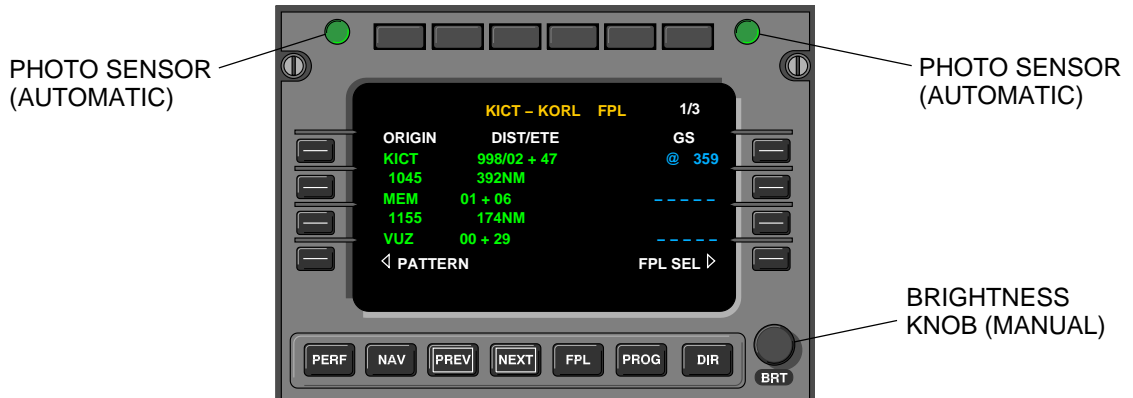 PHOTO SENSOR
(AUTOMATIC)
PHOTO SENSOR
(AUTOMATIC)
KICT – KORL FPL 1/3
ORIGIN DIST/ETE GS
KICT 998/02 + 47 @ 359
1045 392NM
MEM 01 + 06 – – – – –
1155 174NM
VUZ 00 + 29 – – – – –
PATTERN FPL SEL
BRIGHTNESS
KNOB (MANUAL)
PERF NAV PREV NEXT FPL PROG DIR
BRT